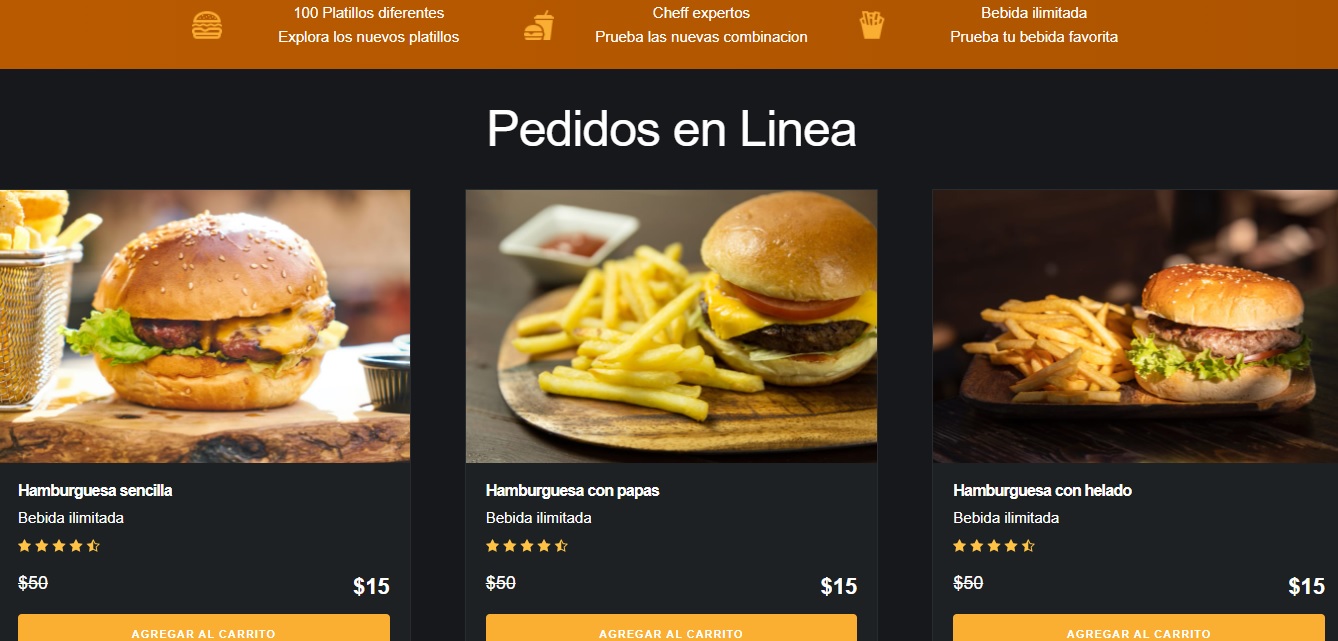 100 Platillos diferentes
Explora los nuevos platillos
Cheff expertos
Prueba las nuevas combinacion
Bebida ilimitada
Prueba tu bebida favorita
Pedidos en Linea
Hamburguesa sencilla
Bebida ilimitada
$50
$15
AGREGAR AL CARRITO
Hamburguesa con papas
Bebida ilimitada
$50
$15
AGREGAR AL CARRITO
Hamburguesa con helado
Bebida ilimitada
$50
$15
AGREGAR AL CARRITO